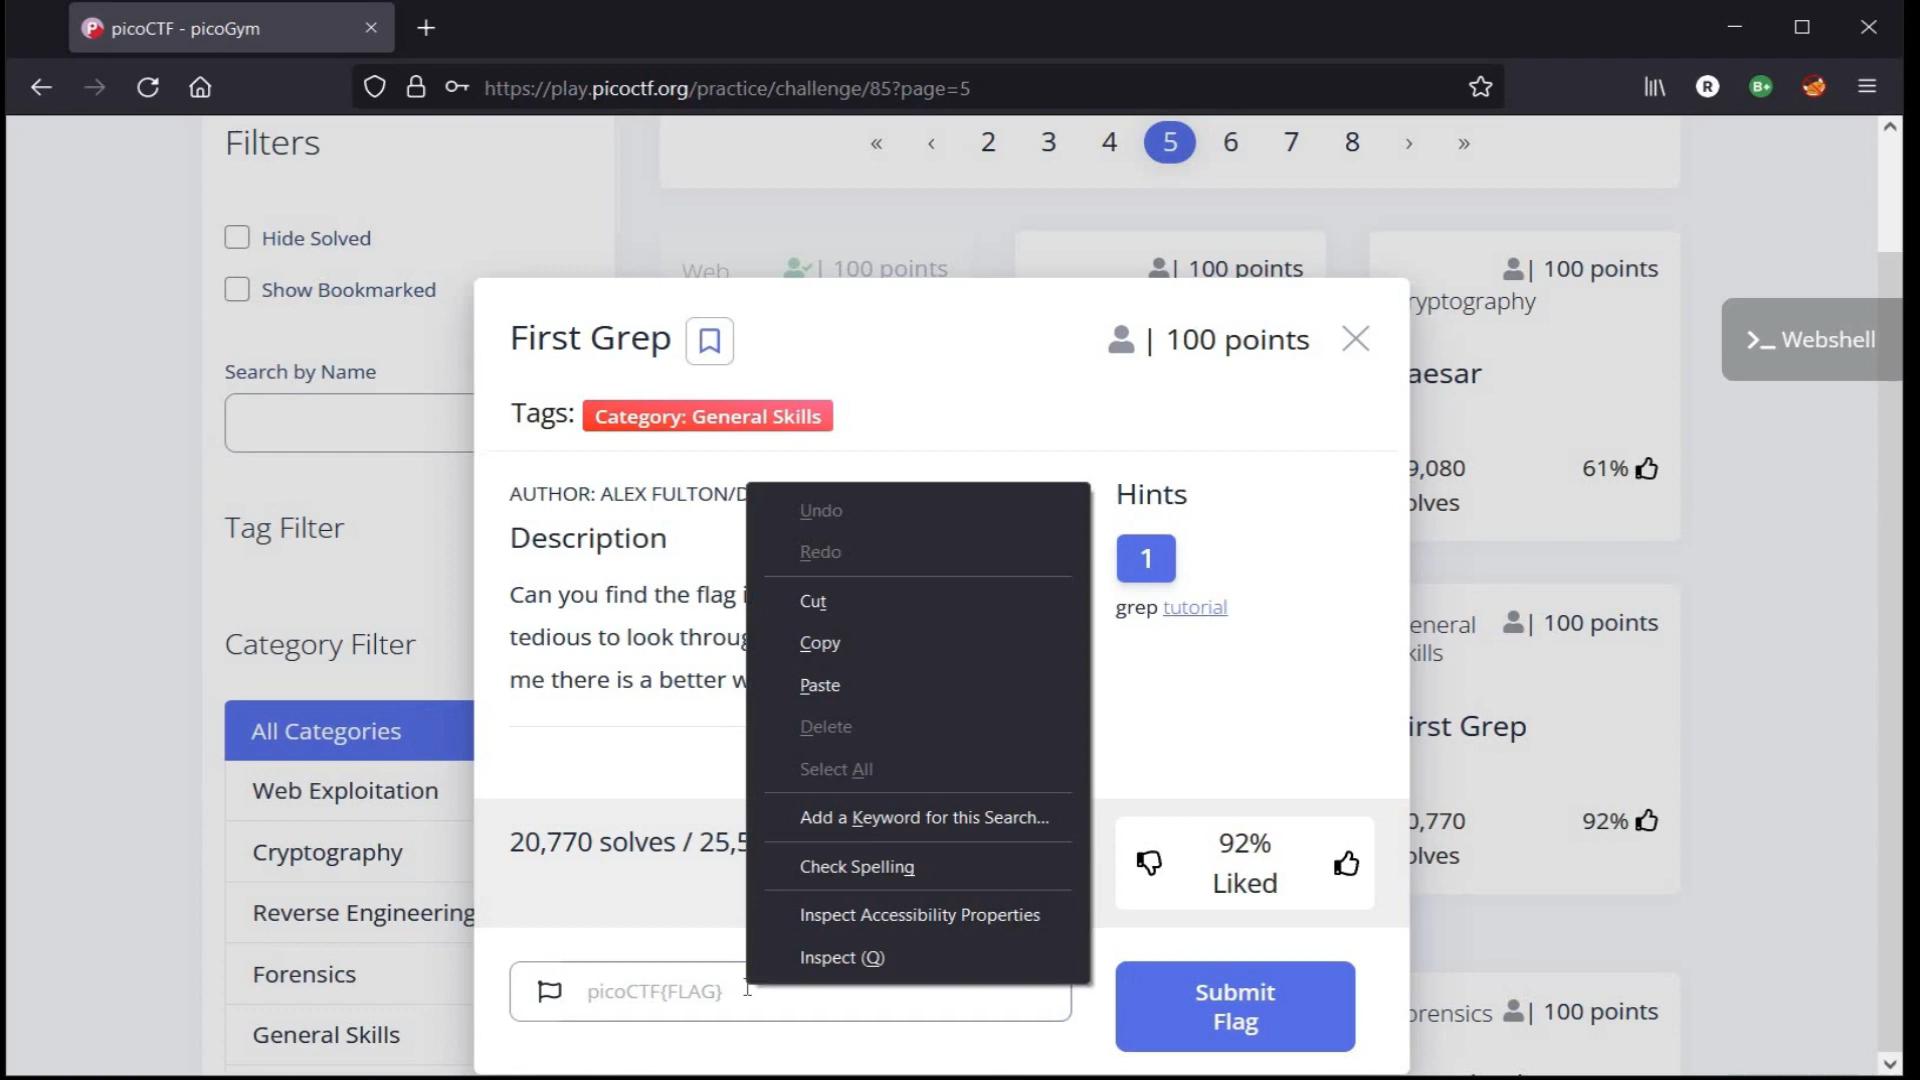 picoCTF - picoGym
https://play.picoctf.org/practice/challenge/85?page=5
Filters
« ‹ 2 3 4 5 6 7 8 › »
Hide Solved
Show Bookmarked
Search by Name
Tag Filter
Category Filter
All Categories
Web Exploitation
Cryptography
Reverse Engineering
Forensics
General Skills
Web | 100 points
| 100 points
| 100 points
ryptography
aesar
9,080 61%
olves
eneral | 100 points
kills
irst Grep
0,770 92%
olves
orensics | 100 points
>_ Webshell
First Grep
| 100 points
Tags: Category: General Skills
AUTHOR: ALEX FULTON/D
Description
Can you find the flag i
tedious to look throug
me there is a better w
Hints
1
grep tutorial
20,770 solves / 25,5
92%
Liked
picoCTF{FLAG}
Submit
Flag
Undo
Redo
Cut
Copy
Paste
Delete
Select All
Add a Keyword for this Search...
Check Spelling
Inspect Accessibility Properties
Inspect (Q)
R
B+